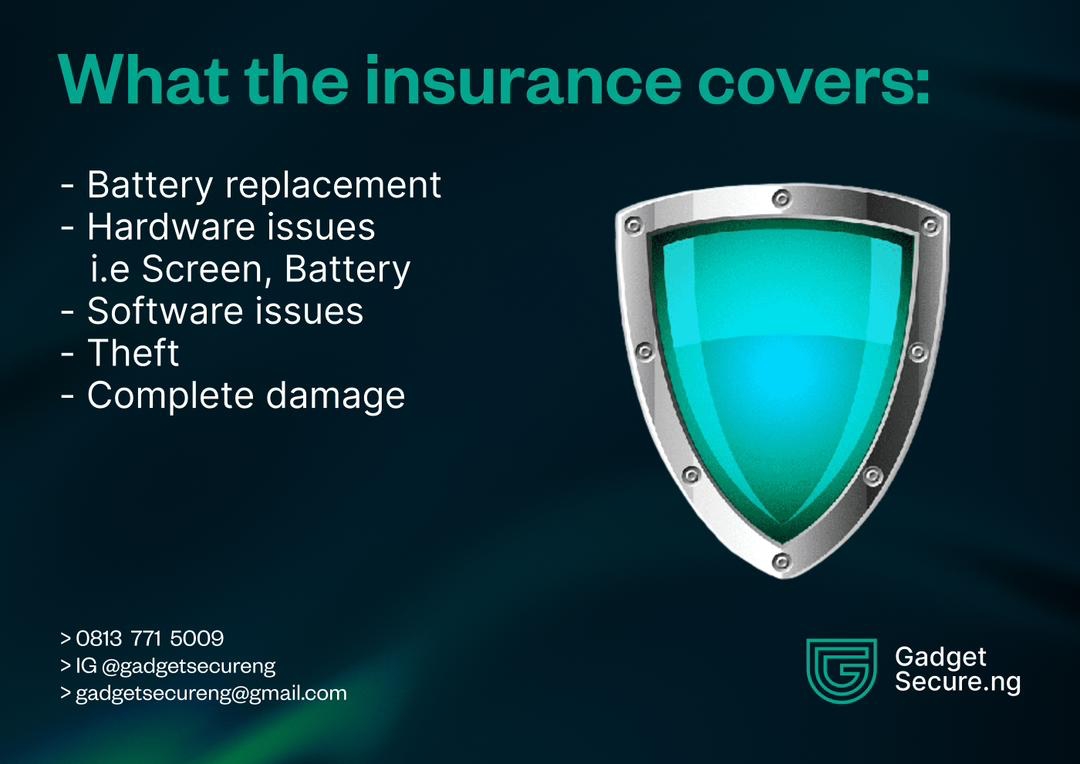 What the insurance covers:
- Battery replacement
- Hardware issues
i.e Screen, Battery
- Software issues
- Theft
- Complete damage
> 0813 771 5009
> IG @gadgetsecureng
> gadgetsecureng@gmail.com
Gadget
Secure.ng